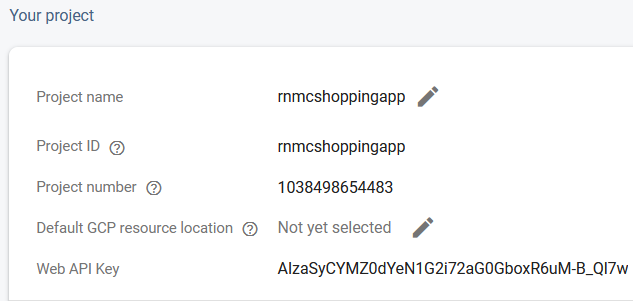 Your project
Project name rnmcshoppingapp
Project ID rnmcshoppingapp
Project number 1038498654483
Default GCP resource location Not yet selected
Web API Key AIzaSyCYMZ0dYeN1G2i72aG0GboxR6uM-B_QI7w